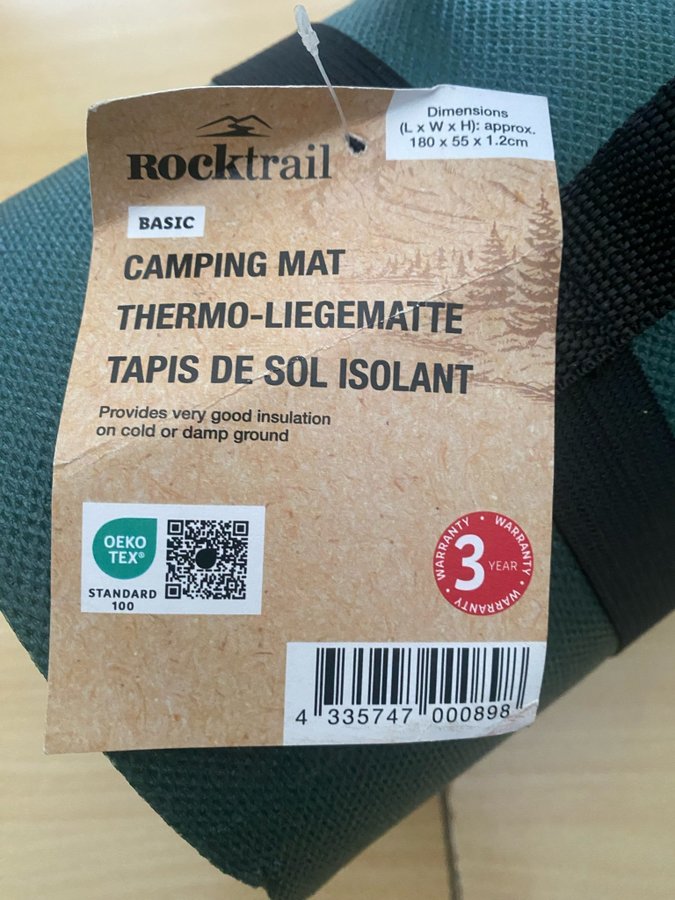 Dimensions
(L x W x H): approx.
180 x 55 x 1.2cm
Rocktrail
BASIC
CAMPING MAT
THERMO-LIEGEMATTE
TAPIS DE SOL ISOLANT
Provides very good insulation
on cold or damp ground
OEKO
TEX®
STANDARD
100
WARRANTY • WARRANTY • WARRANTY • WARRANTY •
3 YEAR
4 335747 000898